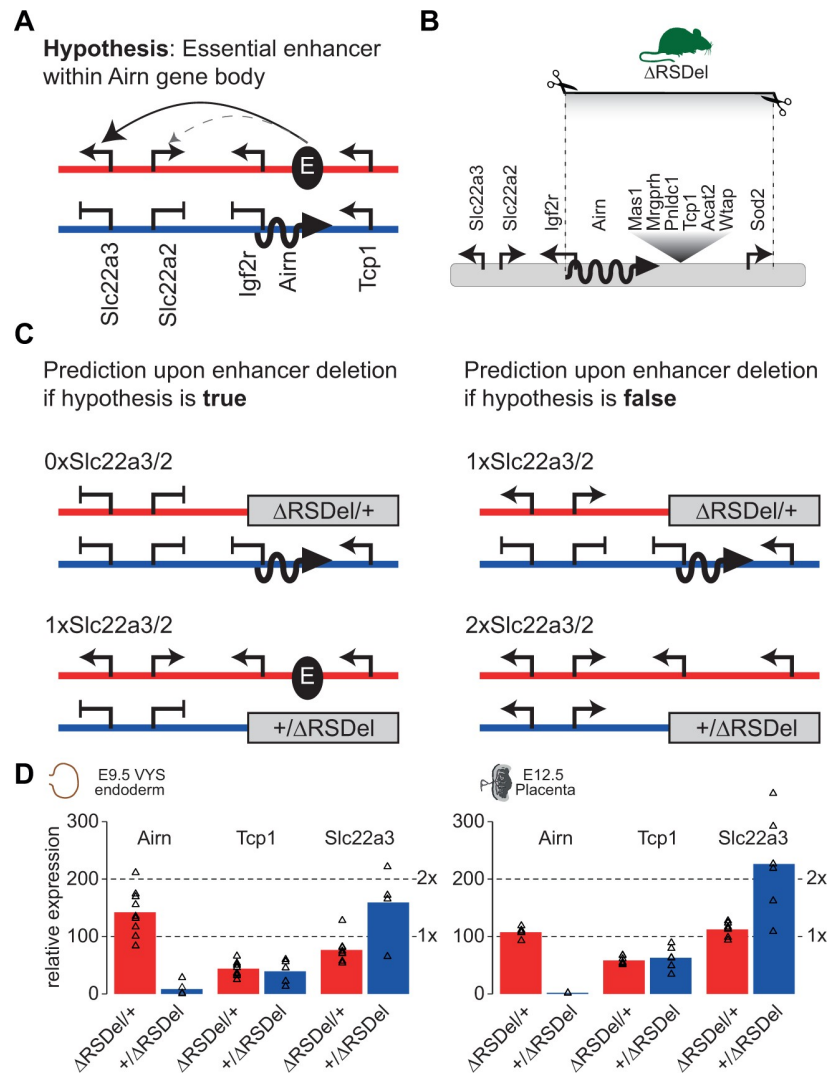 A
Hypothesis: Essential enhancer
within Airn gene body
E
Slc22a3
Slc22a2
Igf2r
Airn
Tcp1
B
ΔRSDel
Slc22a3
Slc22a2
Igf2r
Airn
Mas1
Mrgprh
Pnldc1
Tcp1
Acat2
Wtap
Sod2
C
Prediction upon enhancer deletion
if hypothesis is true
0xSlc22a3/2
ΔRSDel/+
1xSlc22a3/2
E
+/ΔRSDel
Prediction upon enhancer deletion
if hypothesis is false
1xSlc22a3/2
ΔRSDel/+
2xSlc22a3/2
+/ΔRSDel
D
E9.5 VYS
endoderm
relative expression
300
200
100
0
Airn
Tcp1
Slc22a3
2x
1x
ΔRSDel/+
+/ΔRSDel
ΔRSDel/+
+/ΔRSDel
ΔRSDel/+
+/ΔRSDel
E12.5
Placenta
300
200
100
0
Airn
Tcp1
Slc22a3
2x
1x
ΔRSDel/+
+/ΔRSDel
ΔRSDel/+
+/ΔRSDel
ΔRSDel/+
+/ΔRSDel